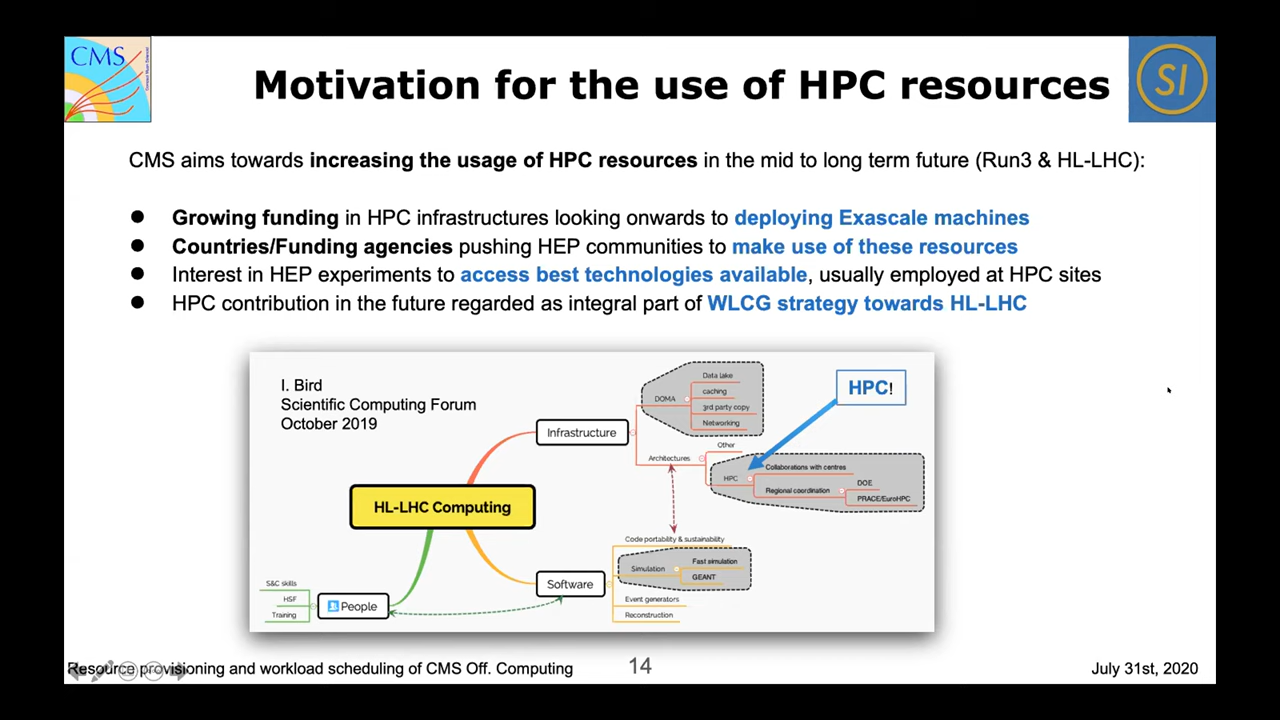 CMS
SI
Motivation for the use of HPC resources
CMS aims towards increasing the usage of HPC resources in the mid to long term future (Run3 & HL-LHC):
● Growing funding in HPC infrastructures looking onwards to deploying Exascale machines
● Countries/Funding agencies pushing HEP communities to make use of these resources
● Interest in HEP experiments to access best technologies available, usually employed at HPC sites
● HPC contribution in the future regarded as integral part of WLCG strategy towards HL-LHC
I. Bird
Scientific Computing Forum
October 2019
HPC!
Infrastructure
DOMA
Data lake
caching
3rd party copy
Networking
Architectures
Other
HPC
Collaborations with centres
Regional coordination
DOE
PRACE/EuroHPC
HL-LHC Computing
Code portability & sustainability
Software
Simulation
Fast simulation
GEANT
Event generators
Reconstruction
People
S&C skills
HSF
Training
Resource provisioning and workload scheduling of CMS Off. Computing
14
July 31st, 2020